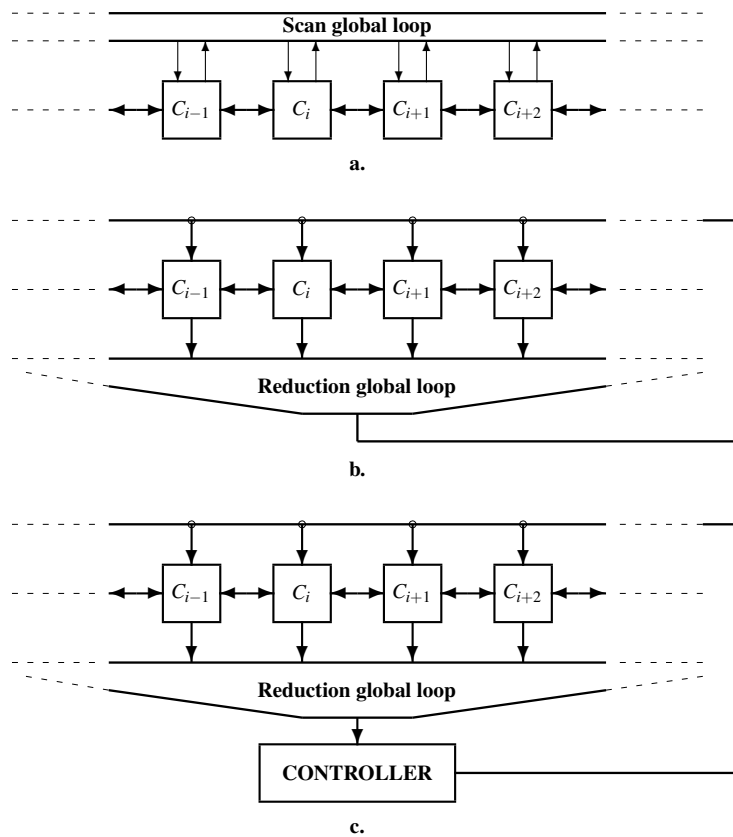 Scan global loop
C_{i−1} C_i C_{i+1} C_{i+2}
a.
C_{i−1} C_i C_{i+1} C_{i+2}
Reduction global loop
b.
C_{i−1} C_i C_{i+1} C_{i+2}
Reduction global loop
CONTROLLER
c.